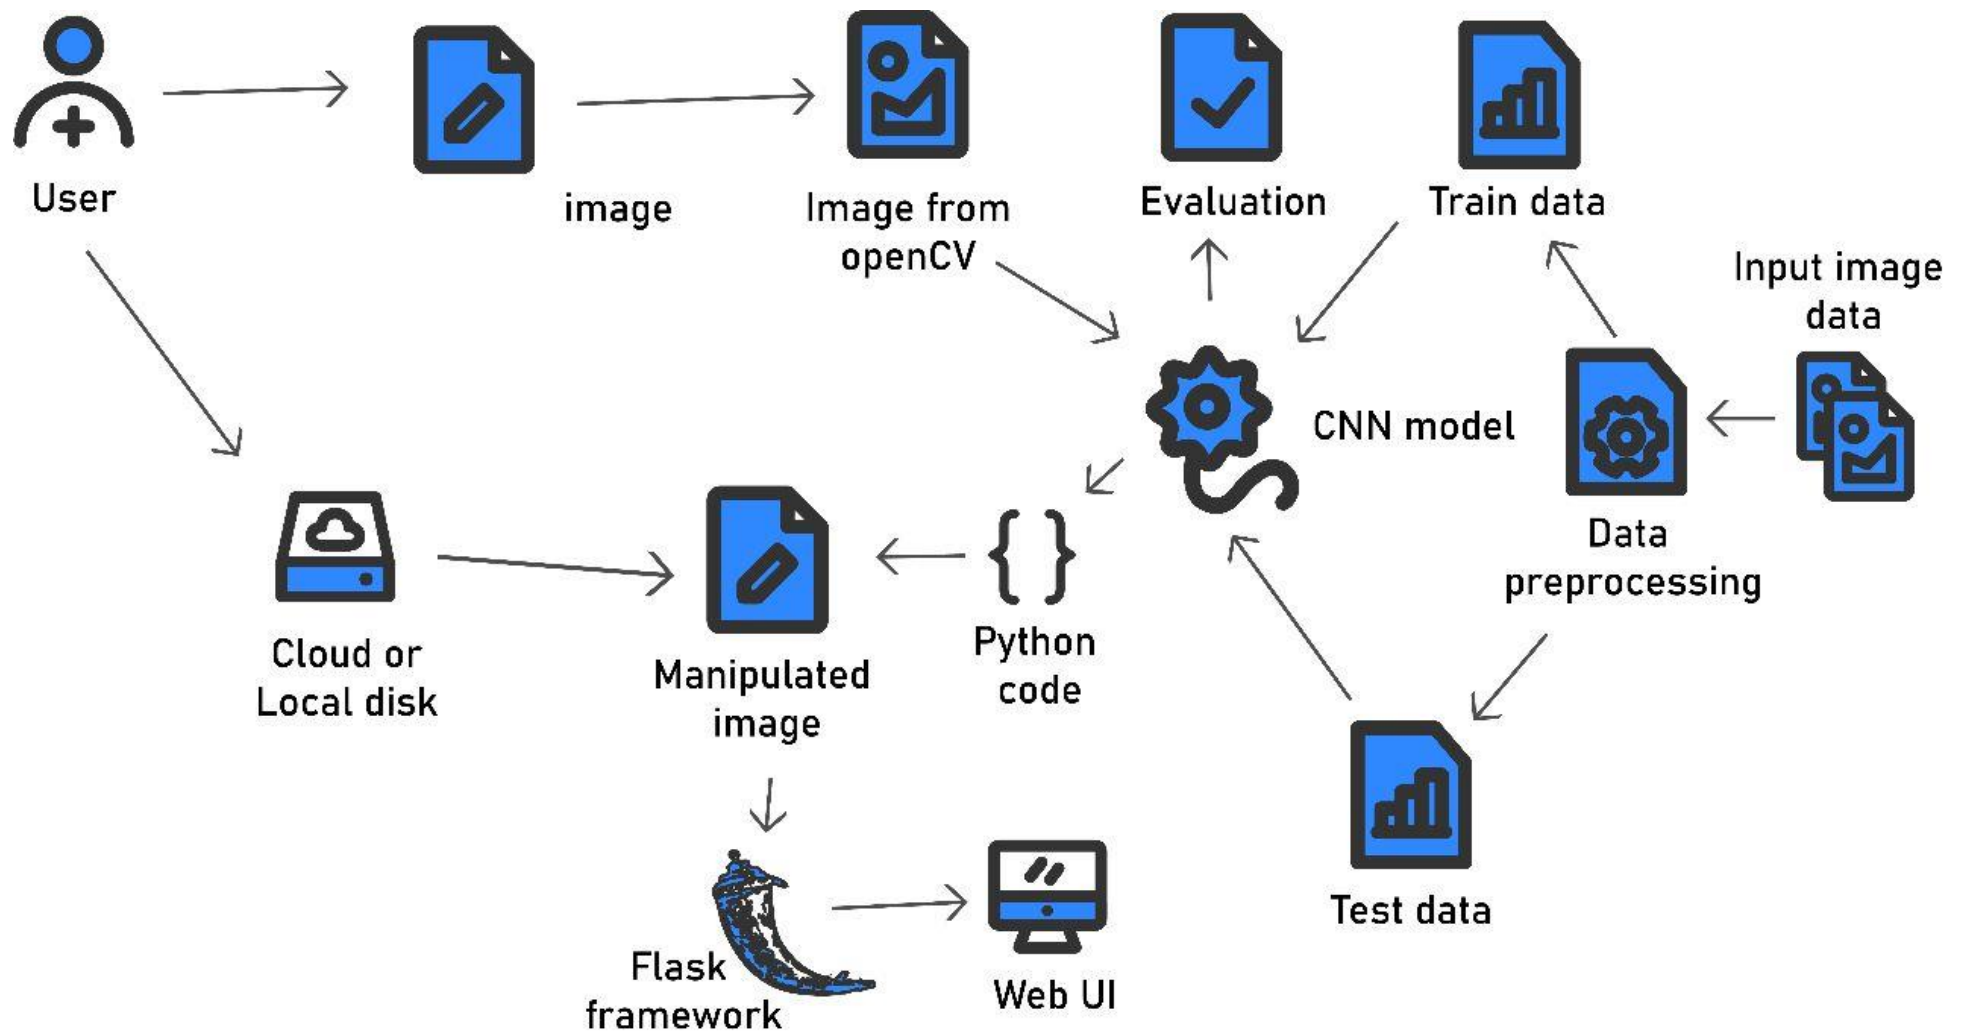 User
image
Image from
openCV
Evaluation
Train data
Input image
data
CNN model
Data
preprocessing
Cloud or
Local disk
Manipulated
image
Python
code
Test data
Flask
framework
Web UI